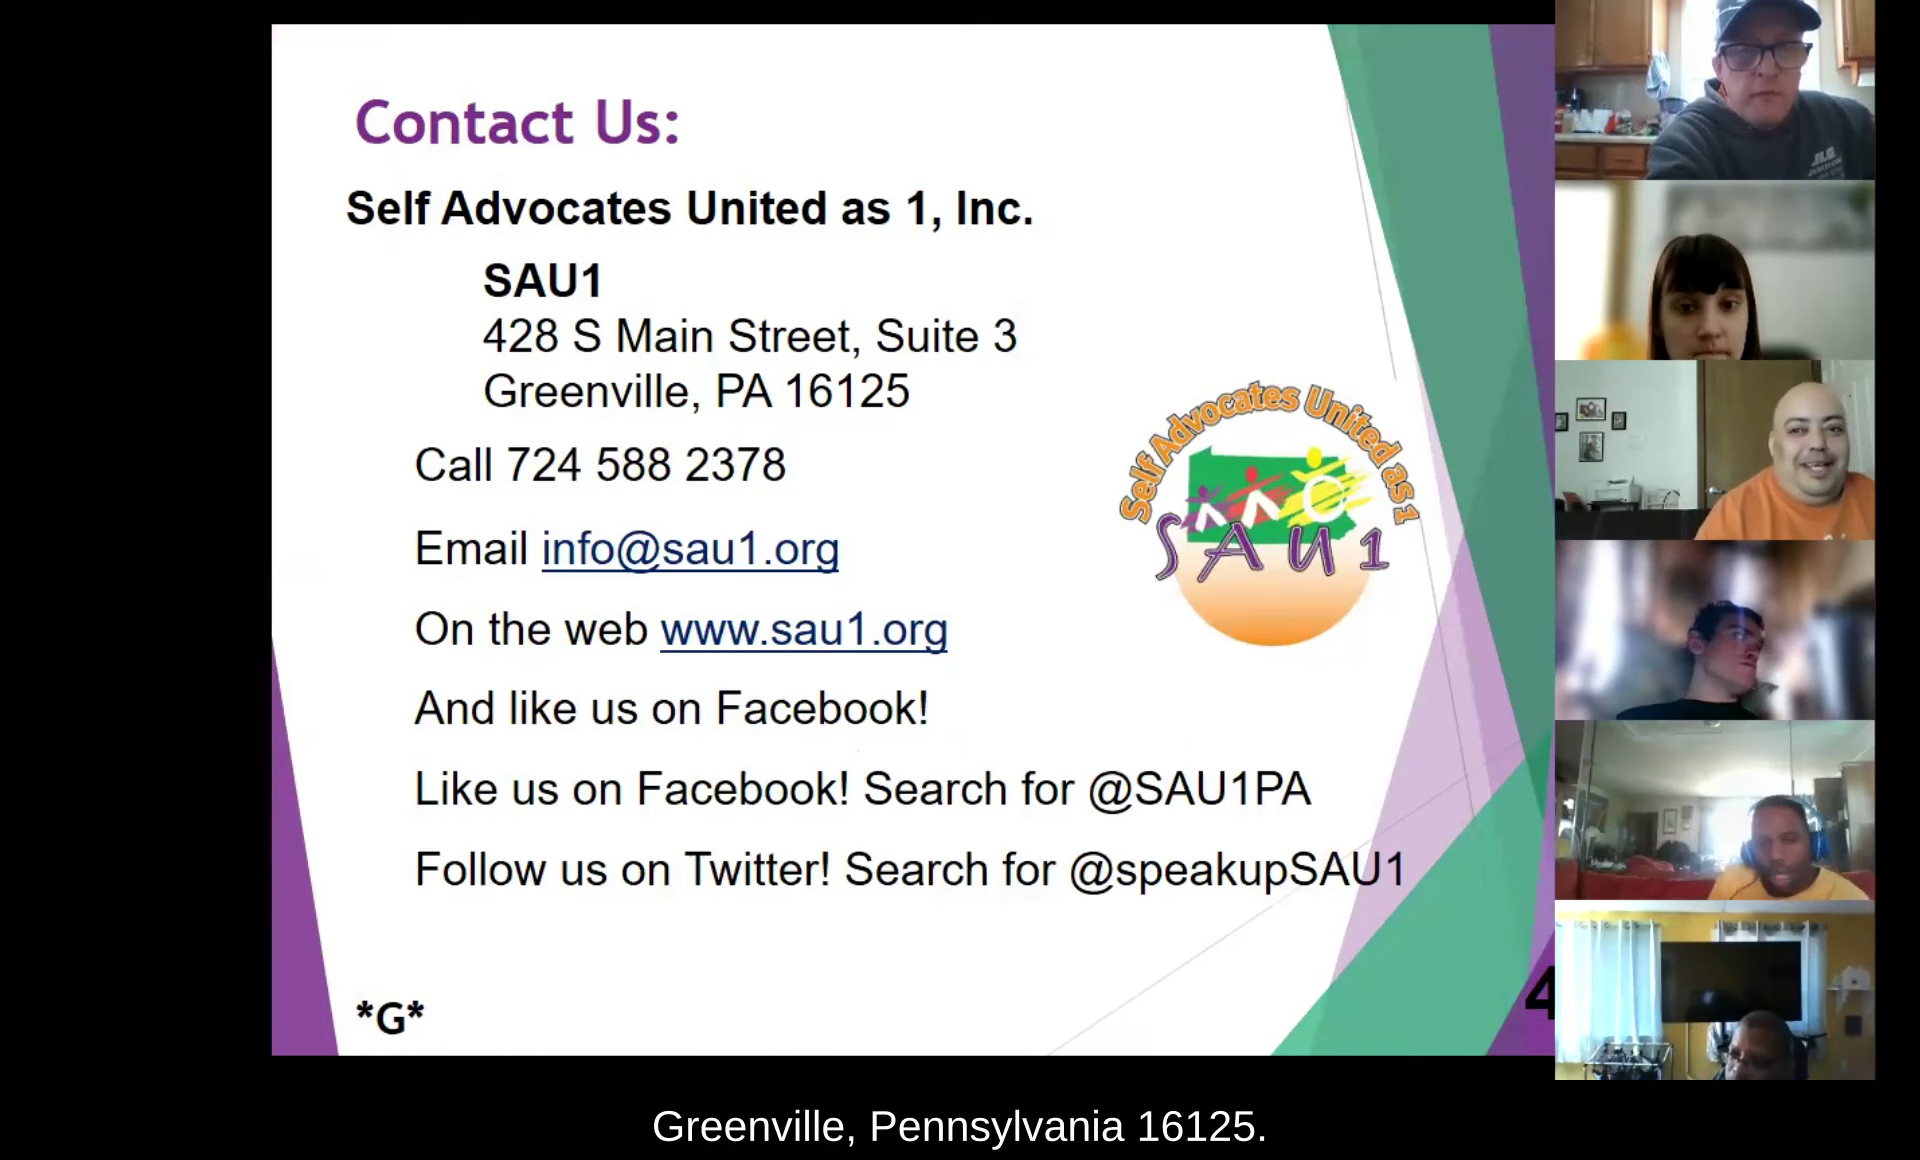 Contact Us:
Self Advocates United as 1, Inc.
SAU1
428 S Main Street, Suite 3
Greenville, PA 16125
Call 724 588 2378
Email info@sau1.org
On the web www.sau1.org
And like us on Facebook!
Like us on Facebook! Search for @SAU1PA
Follow us on Twitter! Search for @speakupSAU1
*G*
Self Advocates United as 1
SAU1
4
JLG
Greenville, Pennsylvania 16125.